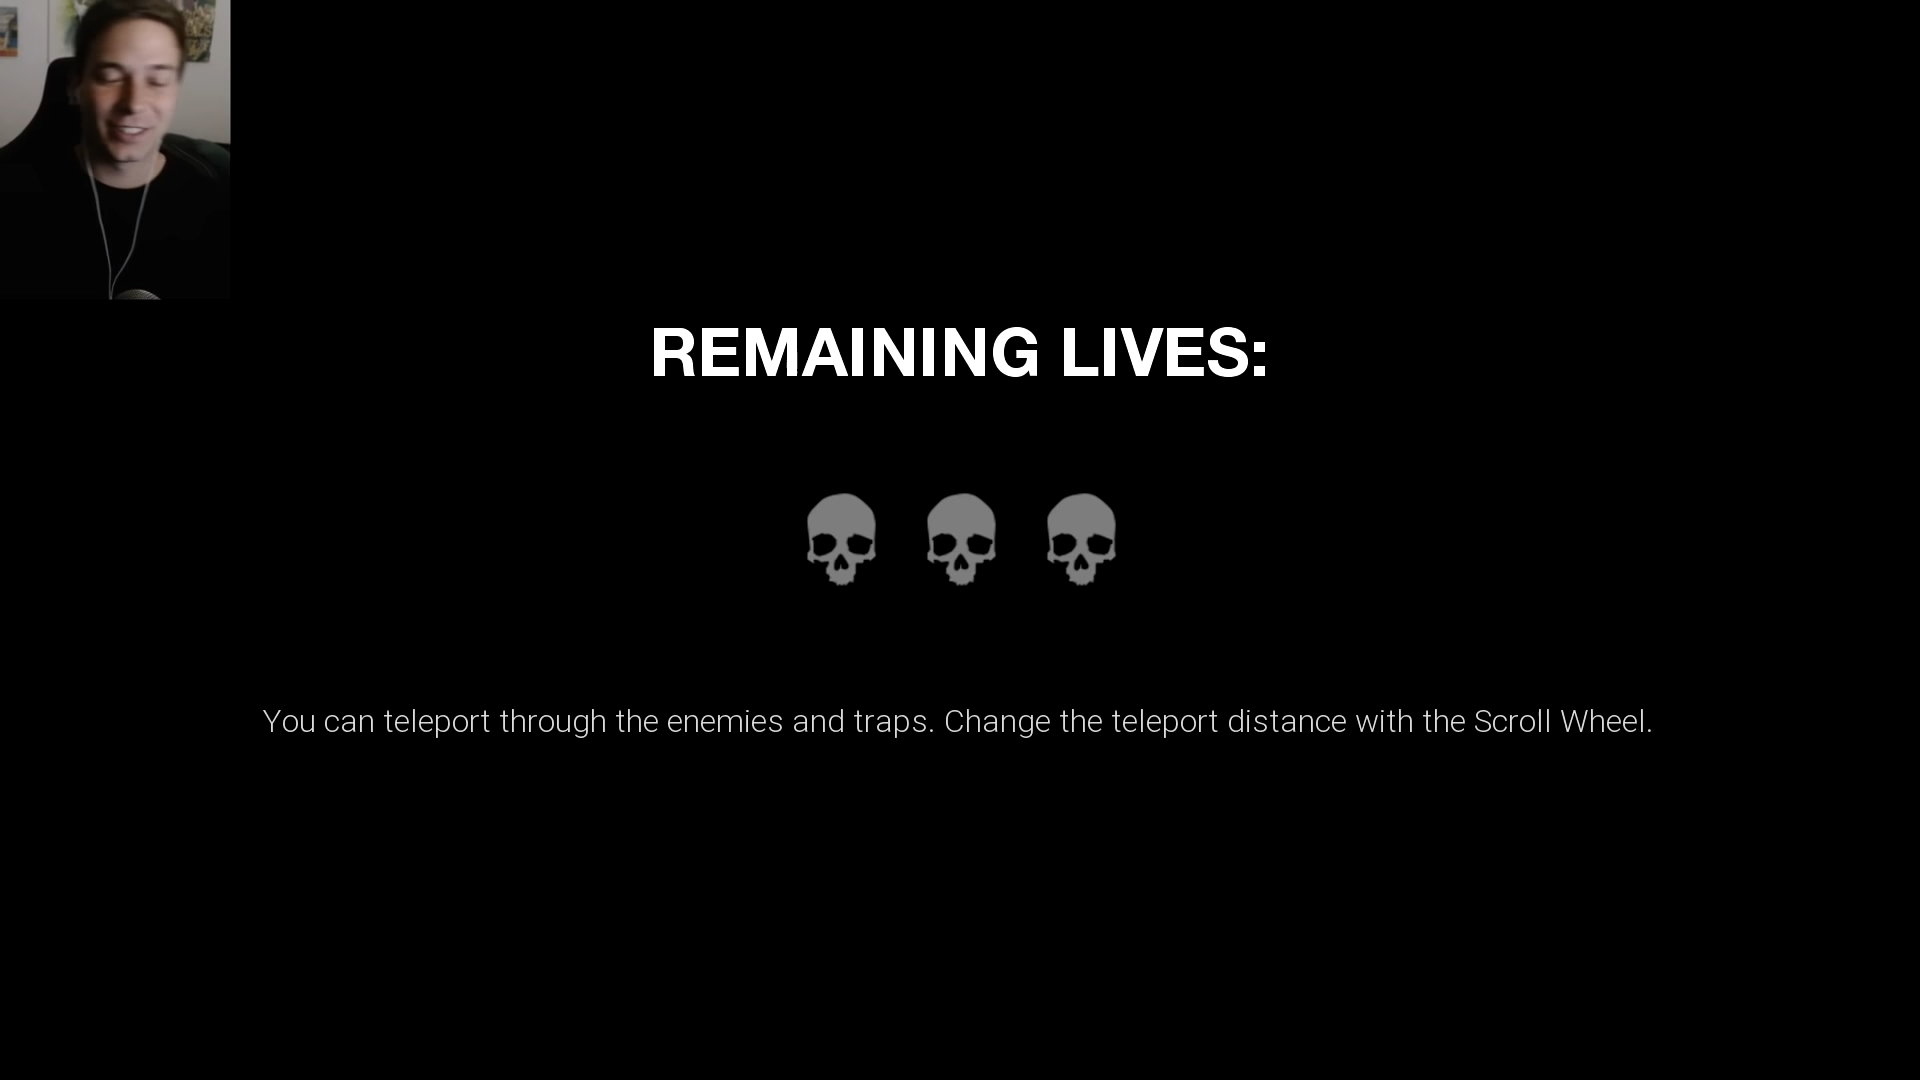 REMAINING LIVES:
You can teleport through the enemies and traps. Change the teleport distance with the Scroll Wheel.